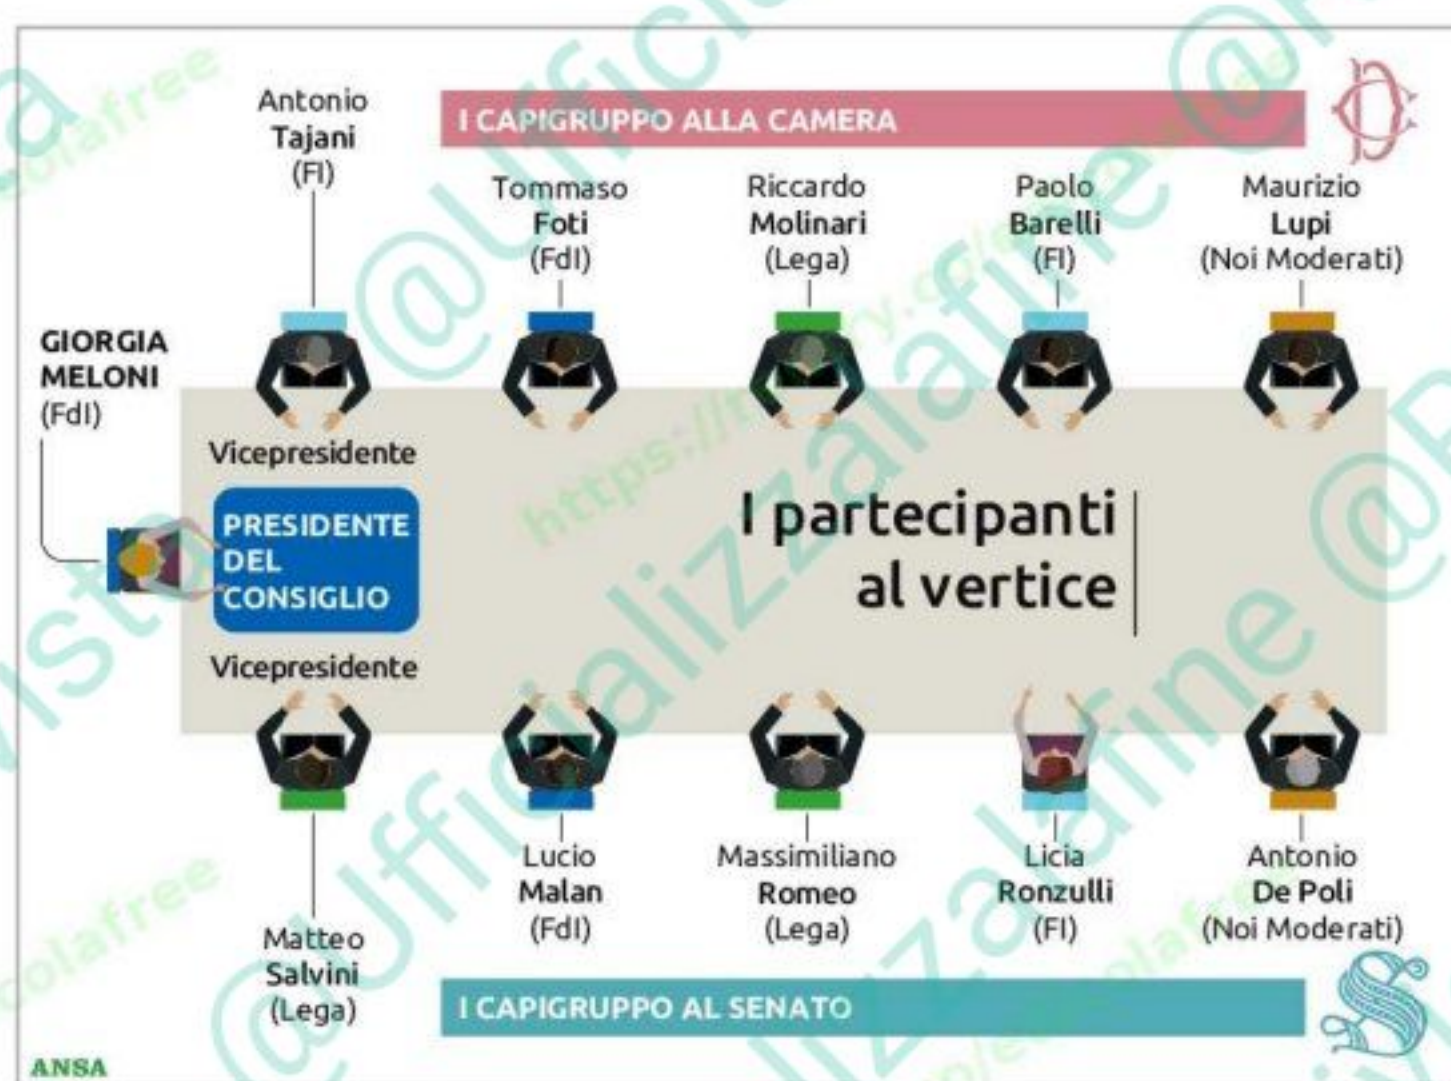 Antonio
Tajani
(FI)
I CAPIGRUPPO ALLA CAMERA
Tommaso
Foti
(FdI)
Riccardo
Molinari
(Lega)
Paolo
Barelli
(FI)
Maurizio
Lupi
(Noi Moderati)
GIORGIA
MELONI
(FdI)
Vicepresidente
PRESIDENTE
DEL
CONSIGLIO
Vicepresidente
I partecipanti
al vertice
Matteo
Salvini
(Lega)
Lucio
Malan
(FdI)
Massimiliano
Romeo
(Lega)
Licia
Ronzulli
(FI)
Antonio
De Poli
(Noi Moderati)
I CAPIGRUPPO AL SENATO
ANSA